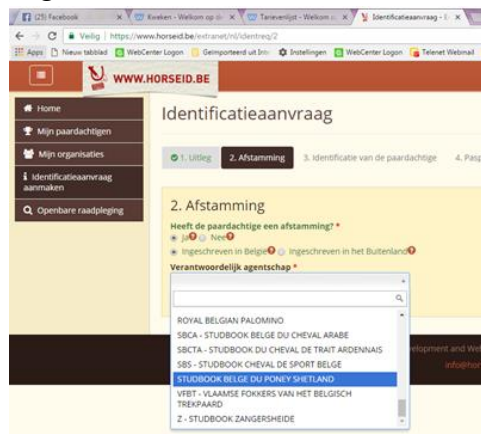 (25) Facebook
Kweken - Welkom op d
Tarievenlijst - Welkom o
Identificatieaanvraag - E
Veilig | https://www.horseid.be/extranet/nl/identreq/2
Apps
Nieuw tabblad
WebCenter Logon
Geïmporteerd uit Inte
Instellingen
WebCenter Logon
Telenet Webmail
WWW.HORSEID.BE
Home
Mijn paardachtigen
Mijn organisaties
Identificatieaanvraag
aanmaken
Openbare raadpleging
Identificatieaanvraag
1. Uitleg
2. Afstamming
3. Identificatie van de paardachtige
4. Pasp
2. Afstamming
Heeft de paardachtige een afstamming? *
Ja Nee
Ingeschreven in België Ingeschreven in het Buitenland
Verantwoordelijk agentschap *
ROYAL BELGIAN PALOMINO
SBCA - STUDBOOK BELGE DU CHEVAL ARABE
SBCTA - STUDBOOK DU CHEVAL DE TRAIT ARDENNAIS
SBS - STUDBOOK CHEVAL DE SPORT BELGE
STUDBOOK BELGE DU PONEY SHETLAND
VFBT - VLAAMSE FOKKERS VAN HET BELGISCH
TREKPAARD
Z - STUDBOOK ZANGERSHEIDE
elopment and Wel
info@hor